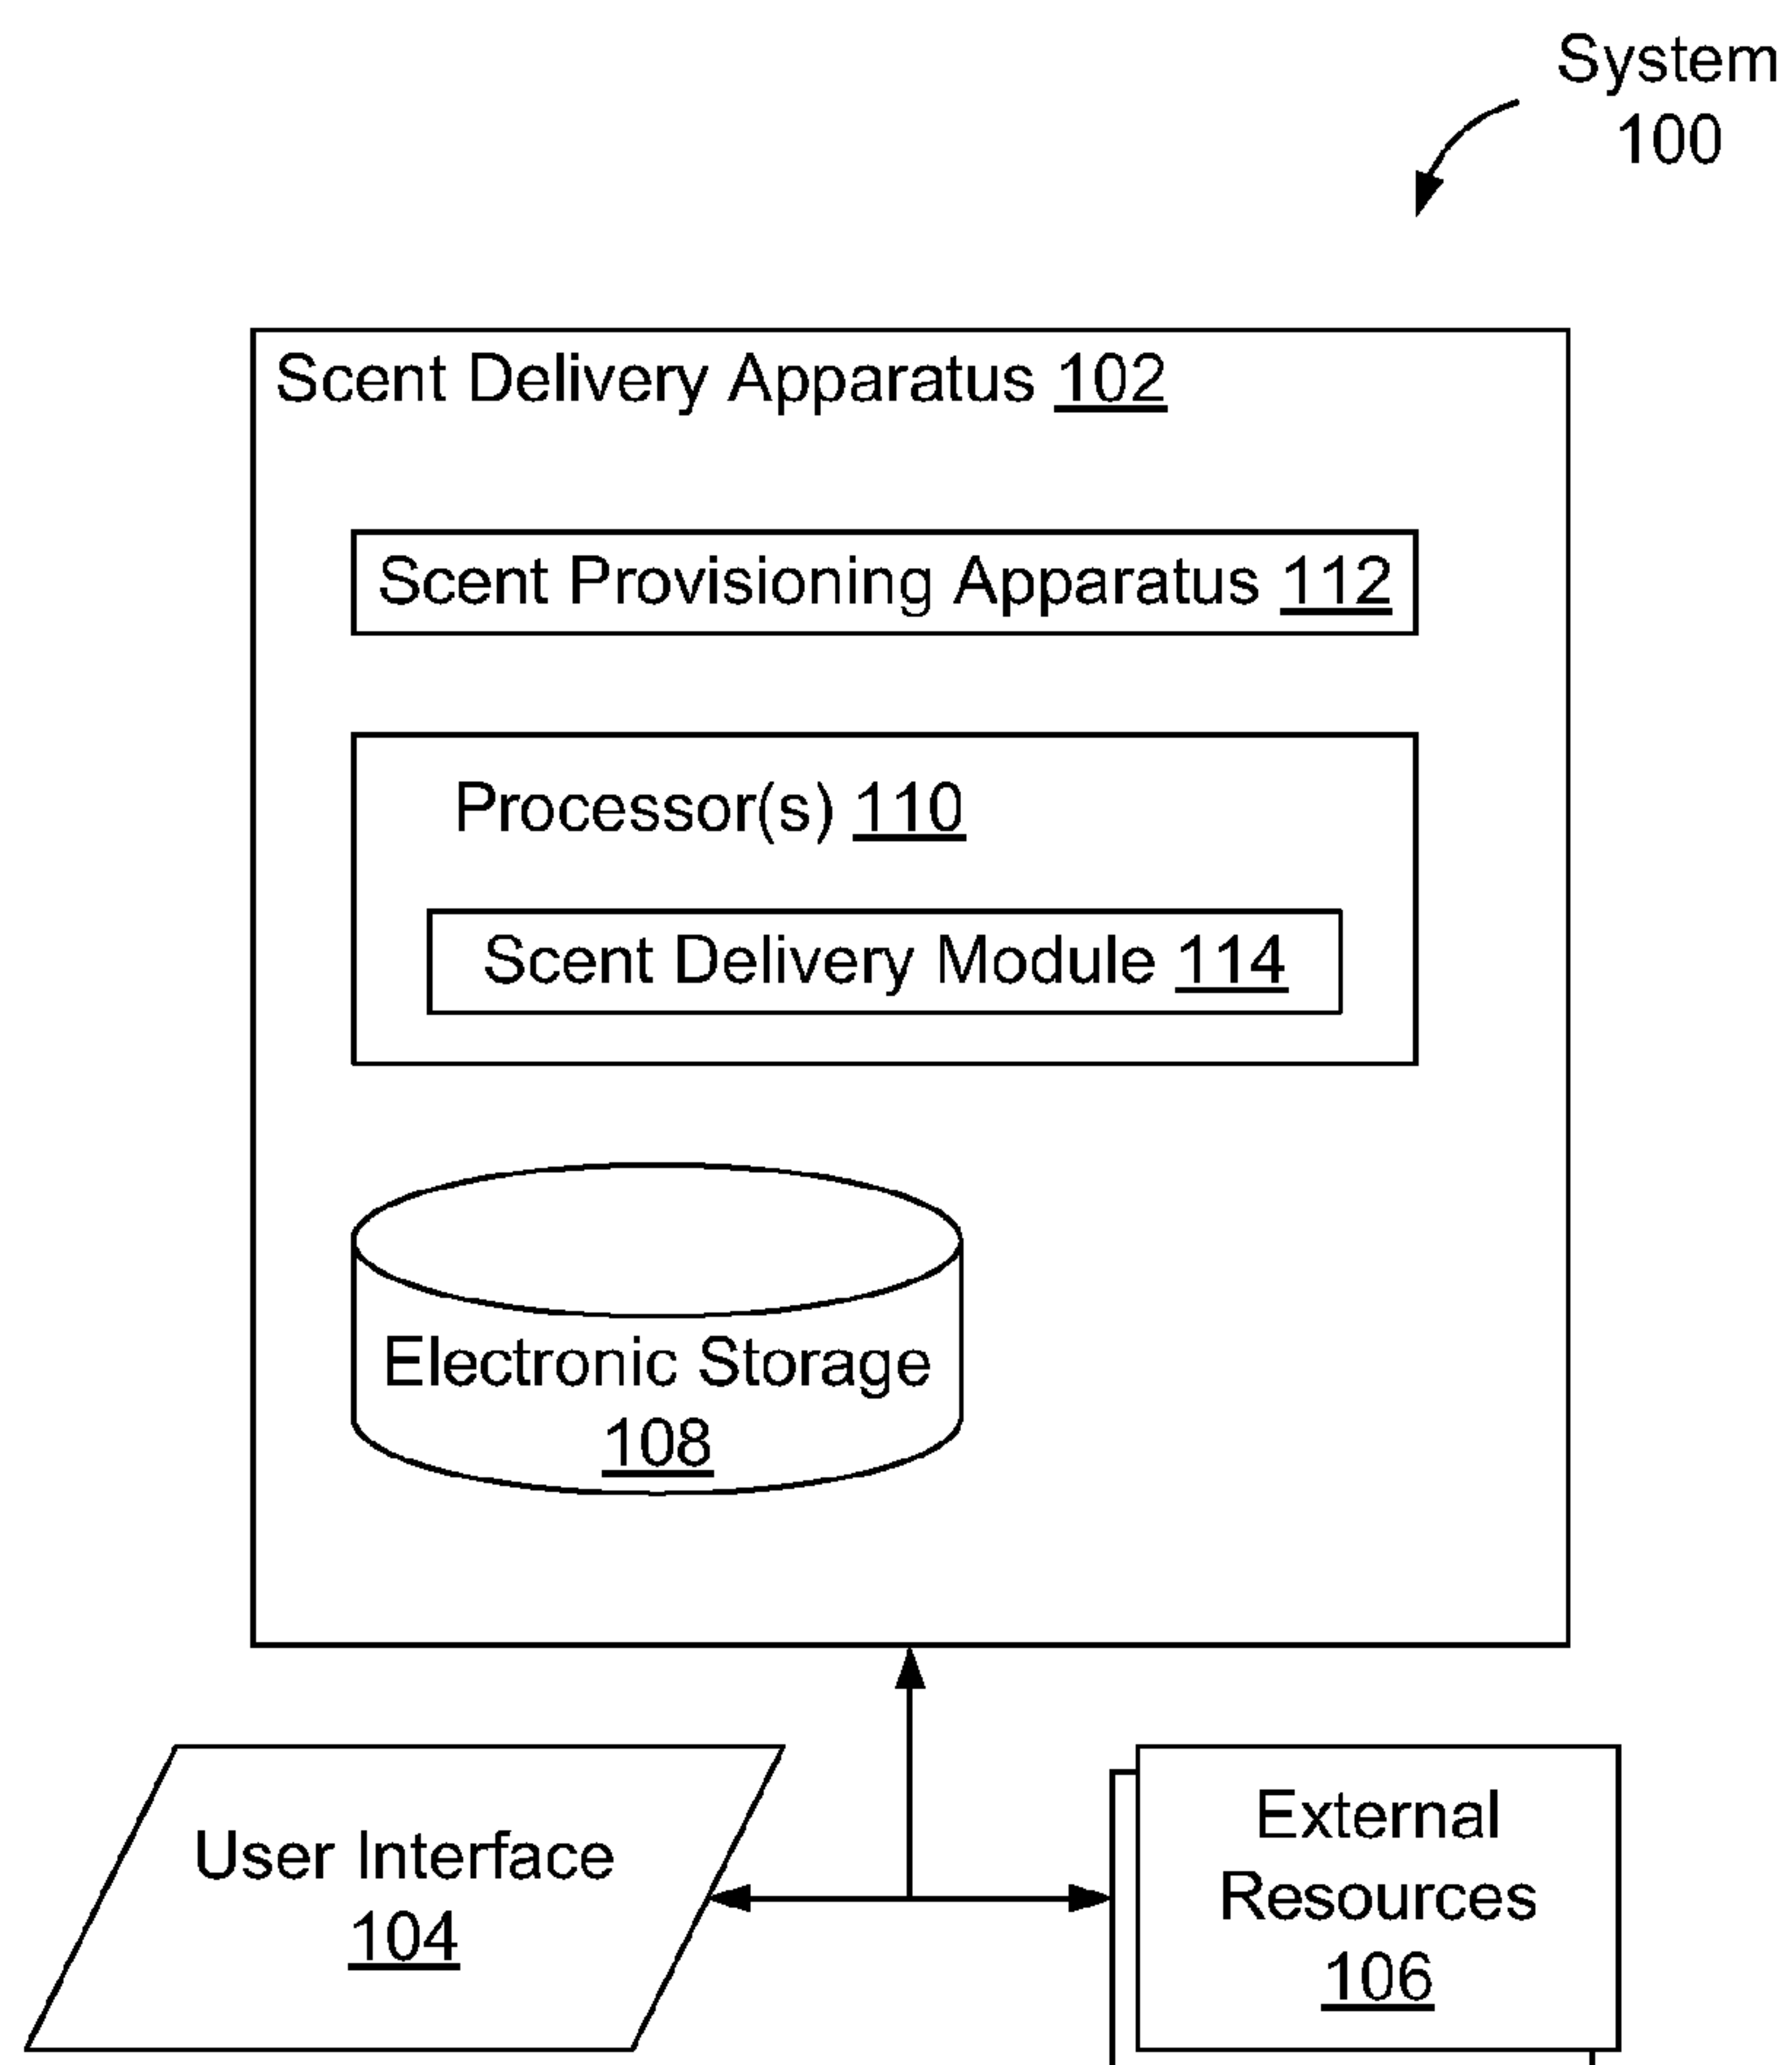 System
100
Scent Delivery Apparatus 102
Scent Provisioning Apparatus 112
Processor(s) 110
Scent Delivery Module 114
Electronic Storage
108
User Interface
104
External
Resources
106